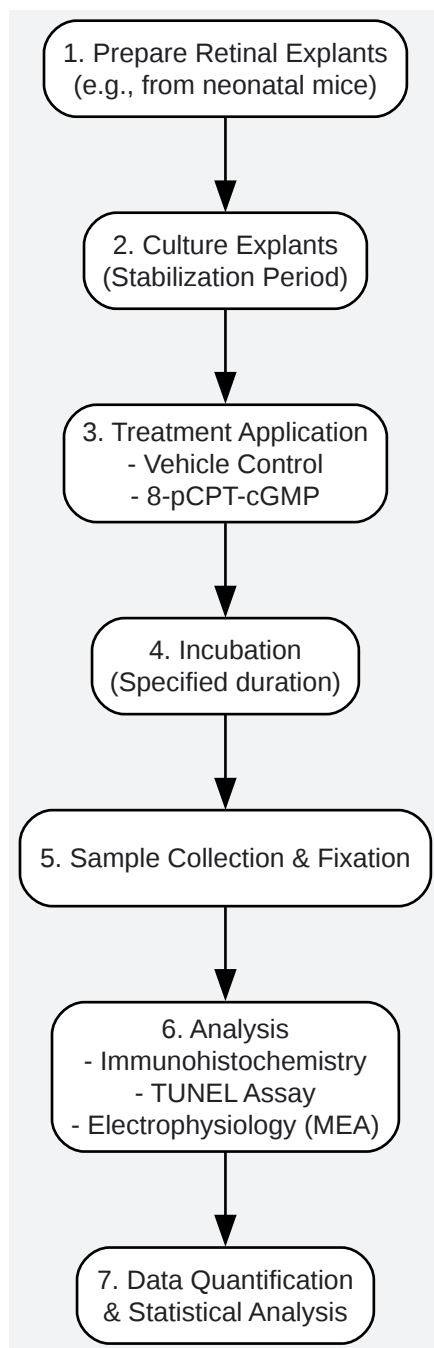 1. Prepare Retinal Explants
(e.g., from neonatal mice)
2. Culture Explants
(Stabilization Period)
3. Treatment Application
- Vehicle Control
- 8-pCPT-cGMP
4. Incubation
(Specified duration)
5. Sample Collection & Fixation
6. Analysis
- Immunohistochemistry
- TUNEL Assay
- Electrophysiology (MEA)
7. Data Quantification
& Statistical Analysis